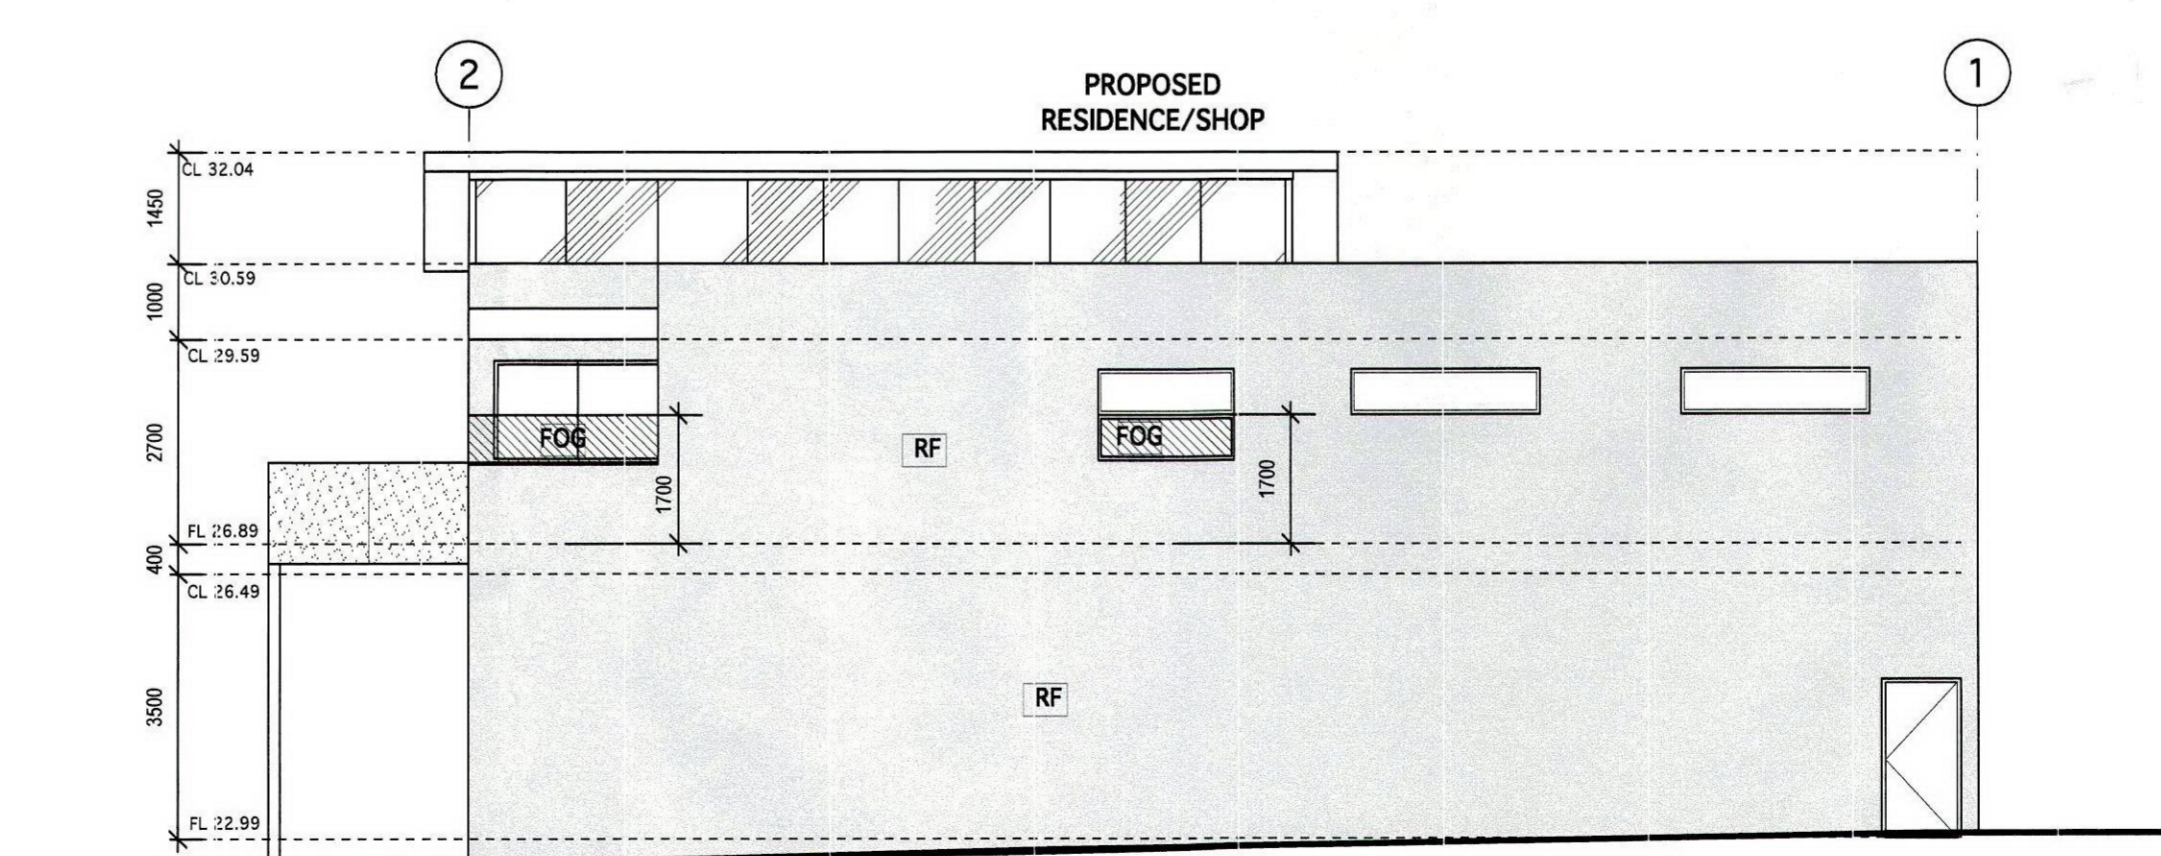 2
1
PROPOSED
RESIDENCE/SHOP
CL 32.04
1450
CL 30.59
1000
CL 29.59
2700
FOG
RF
FOG
1700
1700
FL 26.89
400
CL 26.49
3500
RF
FL 22.99